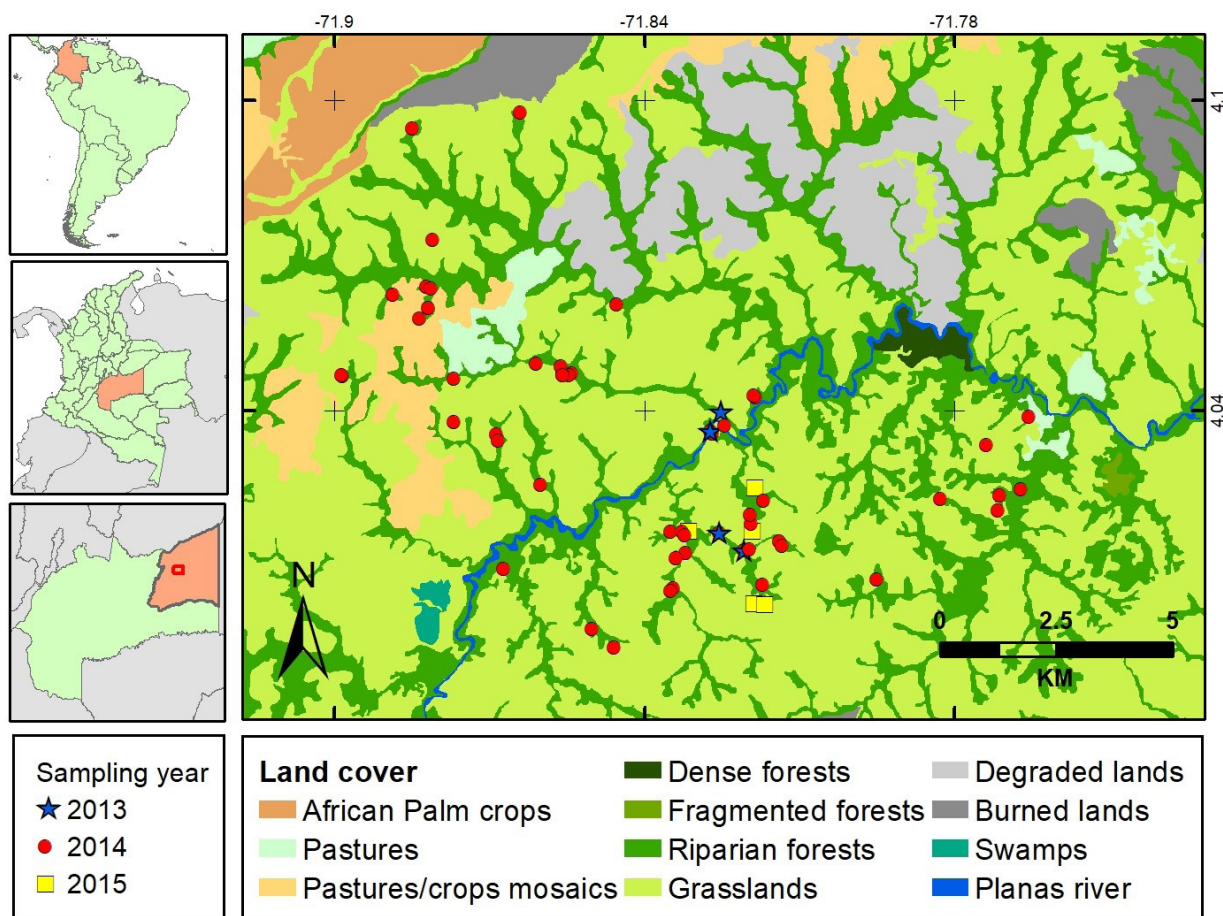 -71.9 -71.84 -71.78
4.1
4.04
N
0 2.5 5
KM
Sampling year
2013
2014
2015
Land cover
African Palm crops
Pastures
Pastures/crops mosaics
Dense forests
Fragmented forests
Riparian forests
Grasslands
Degraded lands
Burned lands
Swamps
Planas river